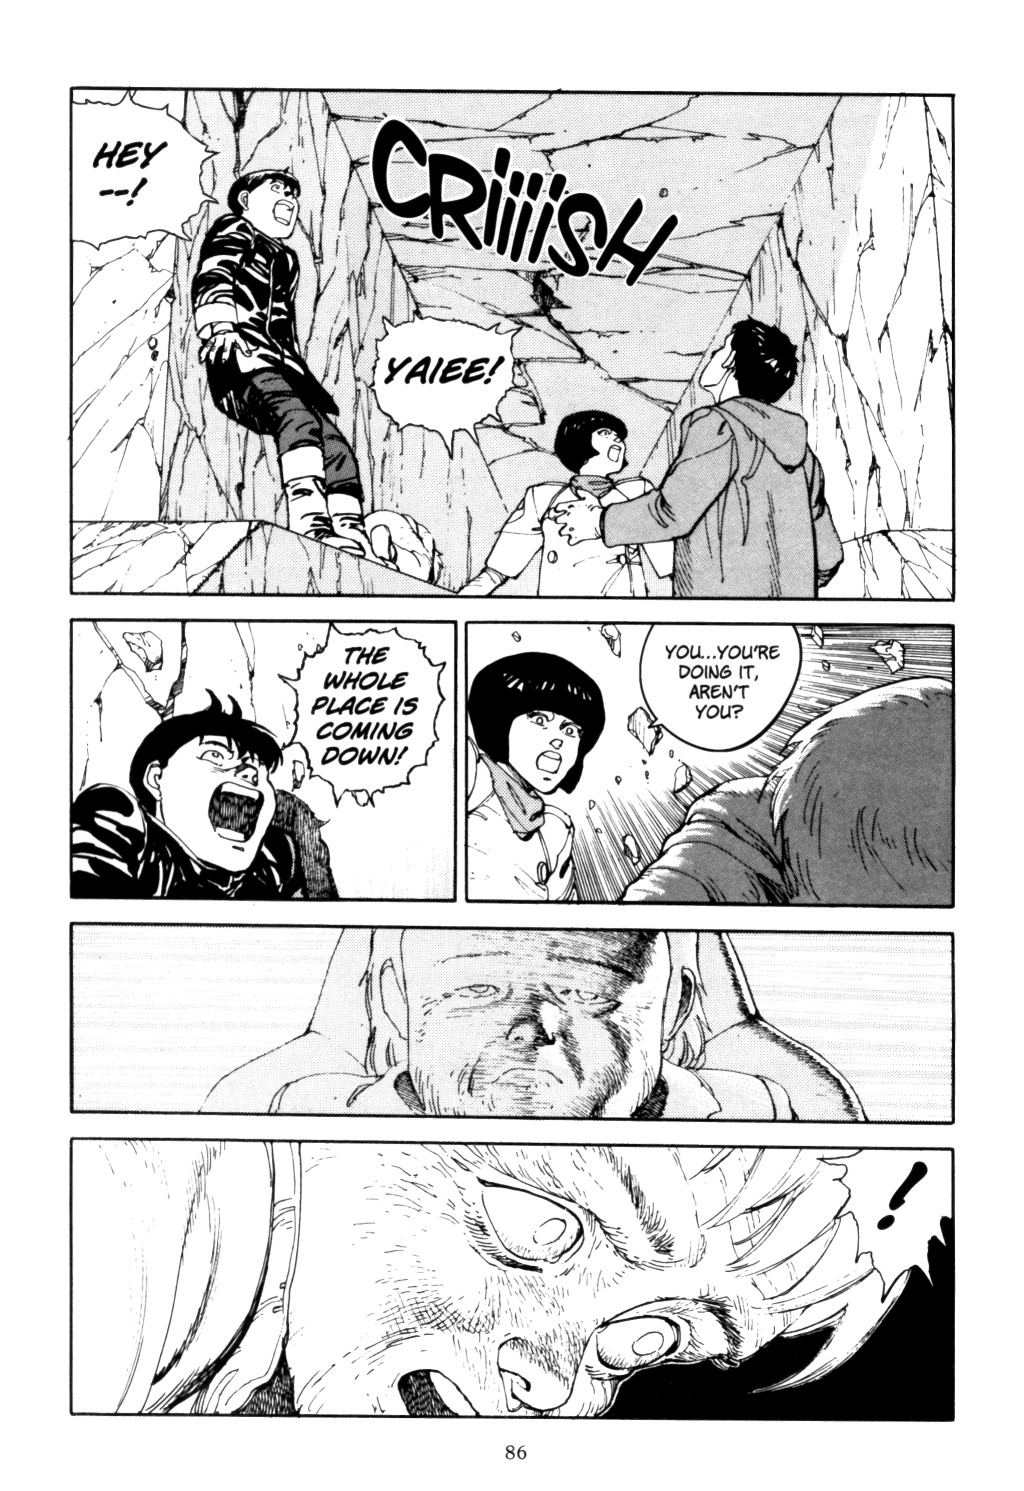 HEY
--!
CRiiiiSH
YAIEE!
THE
WHOLE
PLACE IS
COMING
DOWN!
YOU...YOU'RE
DOING IT,
AREN'T
YOU?
!
86